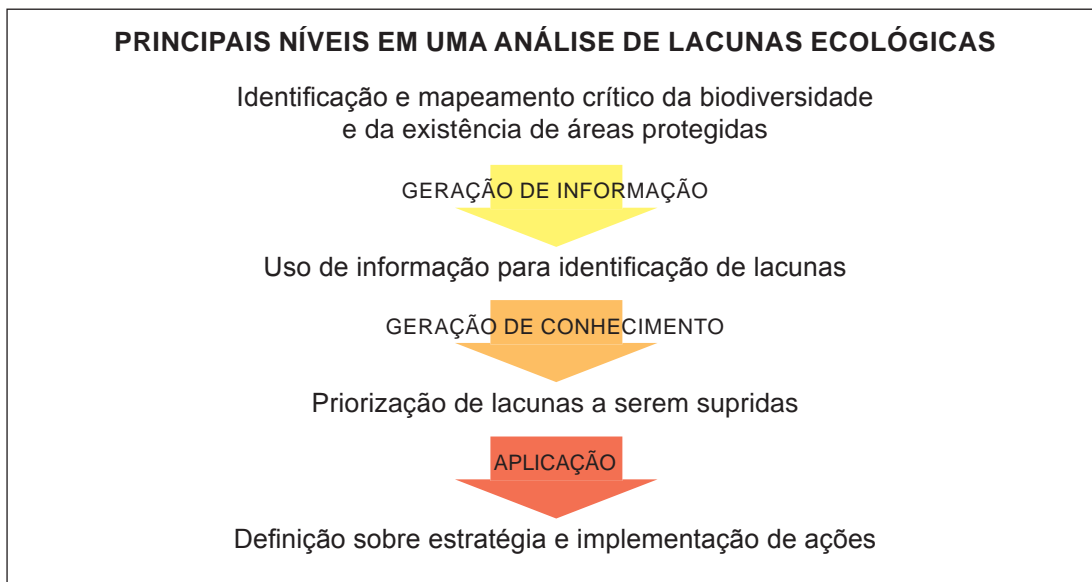 PRINCIPAIS NÍVEIS EM UMA ANÁLISE DE LACUNAS ECOLÓGICAS
Identificação e mapeamento crítico da biodiversidade
e da existência de áreas protegidas
GERAÇÃO DE INFORMAÇÃO
Uso de informação para identificação de lacunas
GERAÇÃO DE CONHECIMENTO
Priorização de lacunas a serem supridas
APLICAÇÃO
Definição sobre estratégia e implementação de ações